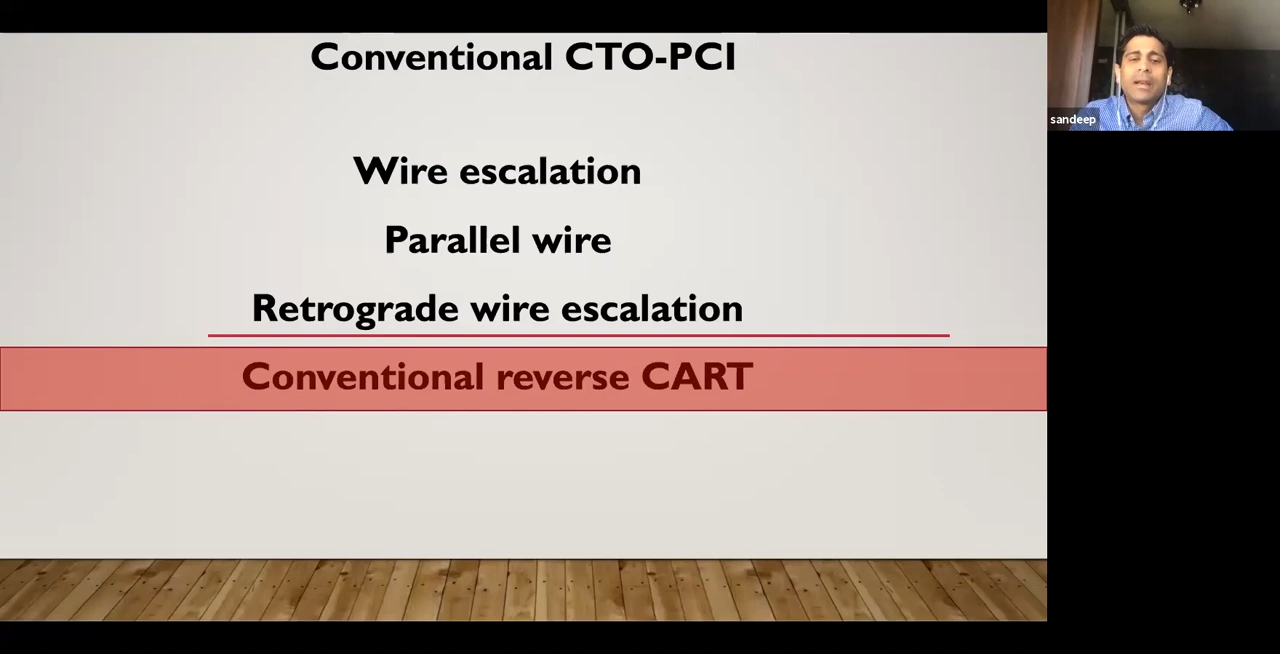 Conventional CTO-PCI
sandeep
Wire escalation
Parallel wire
Retrograde wire escalation
Conventional reverse CART